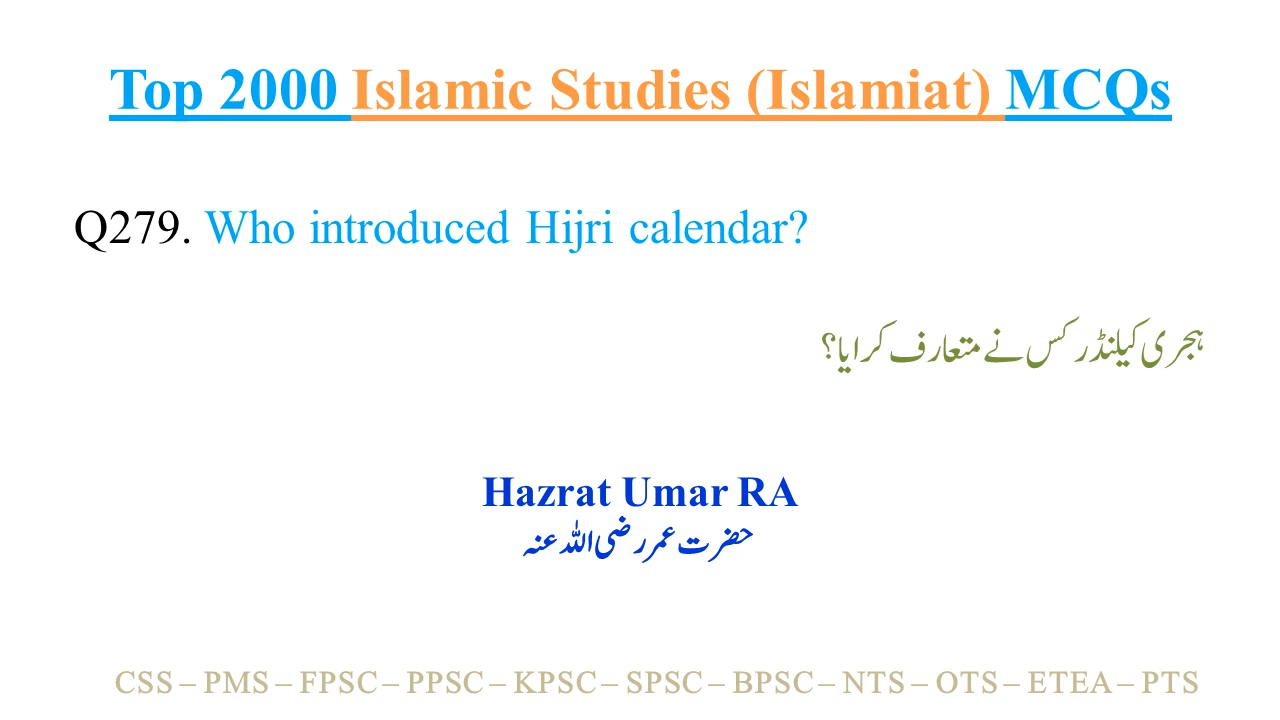 Top 2000 Islamic Studies (Islamiat) MCQs
Q279. Who introduced Hijri calendar?
ہجری کیلنڈر کس نے متعارف کرایا؟
Hazrat Umar RA
حضرت عمر رضی اللہ عنہ
CSS – PMS – FPSC – PPSC – KPSC – SPSC – BPSC – NTS – OTS – ETEA – PTS